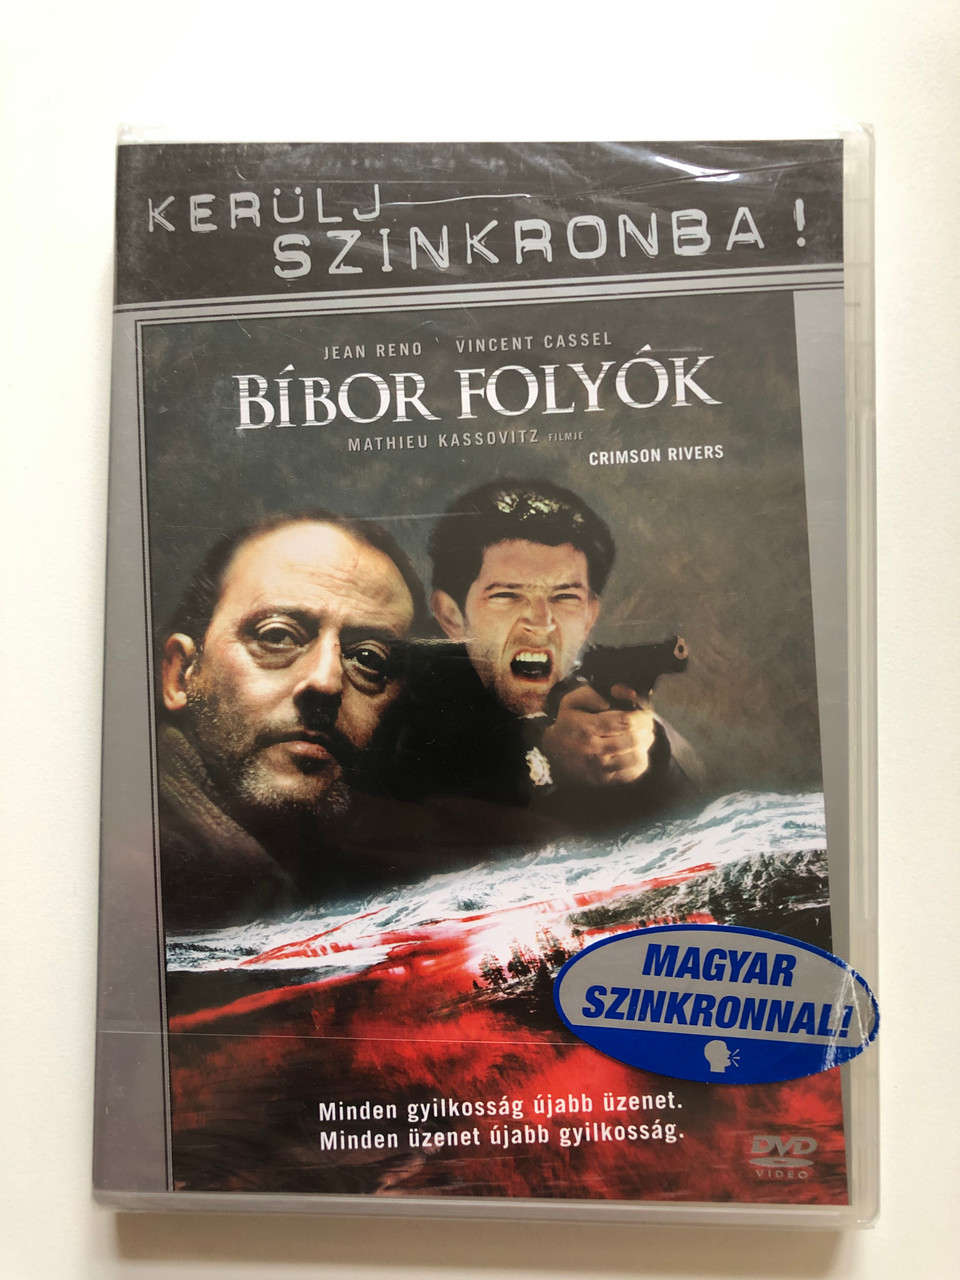 KERÜLJ
SZINKRONBA!
JEAN RENO VINCENT CASSEL
BÍBOR FOLYÓK
MATHIEU KASSOVITZ FILMJE
CRIMSON RIVERS
MAGYAR
SZINKRONNAL!
Minden gyilkosság újabb üzenet.
Minden üzenet újabb gyilkosság.
DVD
VIDEO